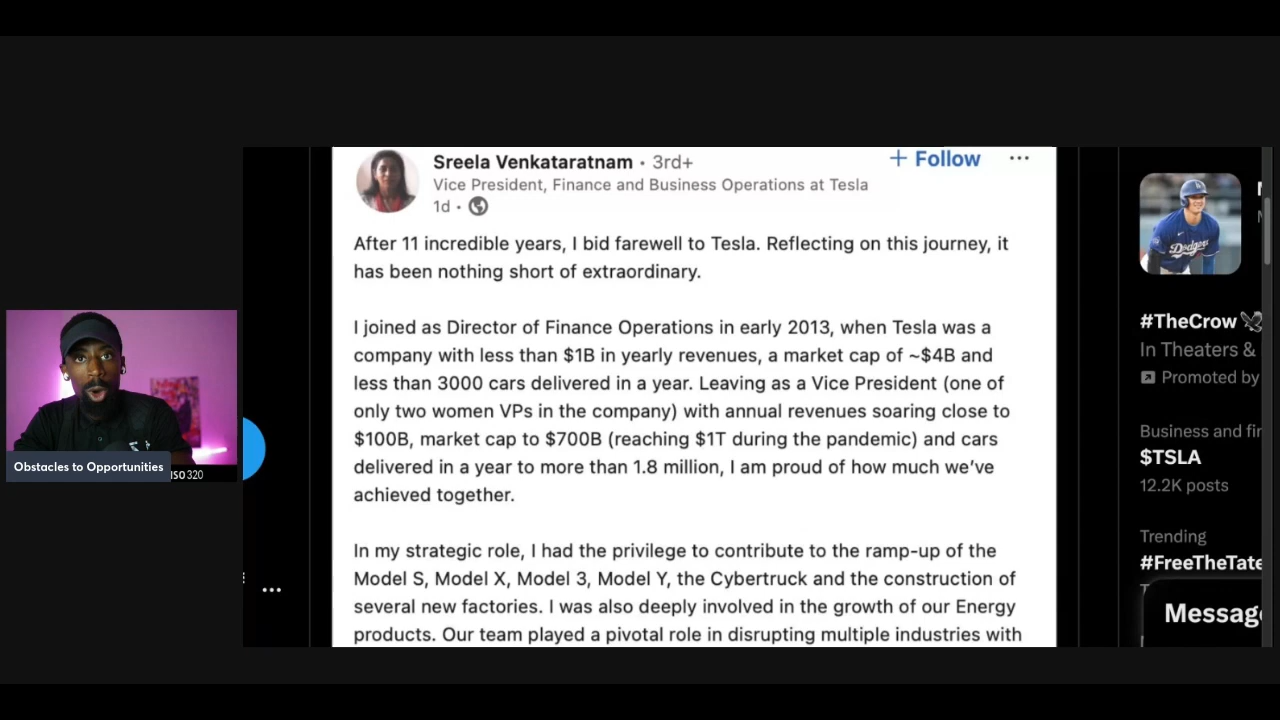 Sreela Venkataratnam • 3rd+
+ Follow
Vice President, Finance and Business Operations at Tesla
1d •
After 11 incredible years, I bid farewell to Tesla. Reflecting on this journey, it
has been nothing short of extraordinary.
I joined as Director of Finance Operations in early 2013, when Tesla was a
company with less than $1B in yearly revenues, a market cap of ~$4B and
less than 3000 cars delivered in a year. Leaving as a Vice President (one of
only two women VPs in the company) with annual revenues soaring close to
$100B, market cap to $700B (reaching $1T during the pandemic) and cars
delivered in a year to more than 1.8 million, I am proud of how much we've
achieved together.
In my strategic role, I had the privilege to contribute to the ramp-up of the
Model S, Model X, Model 3, Model Y, the Cybertruck and the construction of
several new factories. I was also deeply involved in the growth of our Energy
products. Our team played a pivotal role in disrupting multiple industries with
Obstacles to Opportunities
ISO 320
Dodgers
#TheCrow
In Theaters &
Promoted by
Business and fin
$TSLA
12.2K posts
Trending
#FreeTheTate
Message